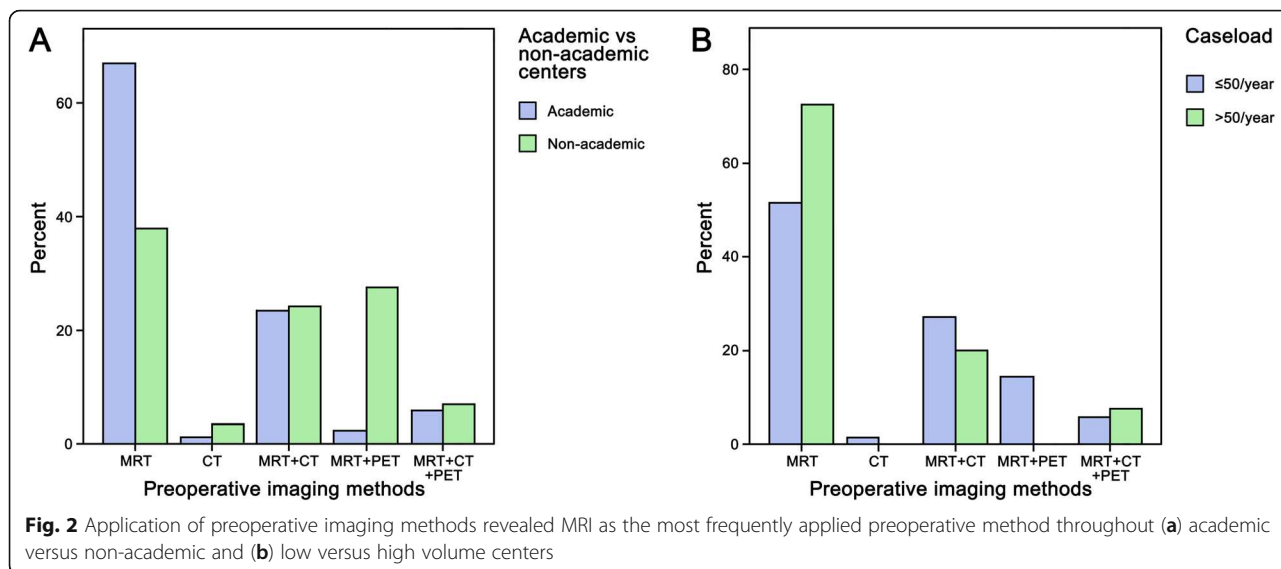 A
Academic vs
non-academic
centers
Academic
Non-academic
Percent
60
40
20
0
MRT
CT
MRT+CT
MRT+PET
MRT+CT
+PET
Preoperative imaging methods
B
Caseload
≤50/year
>50/year
Percent
80
60
40
20
0
MRT
CT
MRT+CT
MRT+PET
MRT+CT
+PET
Preoperative imaging methods
Fig. 2 Application of preoperative imaging methods revealed MRI as the most frequently applied preoperative method throughout (a) academic
versus non-academic and (b) low versus high volume centers